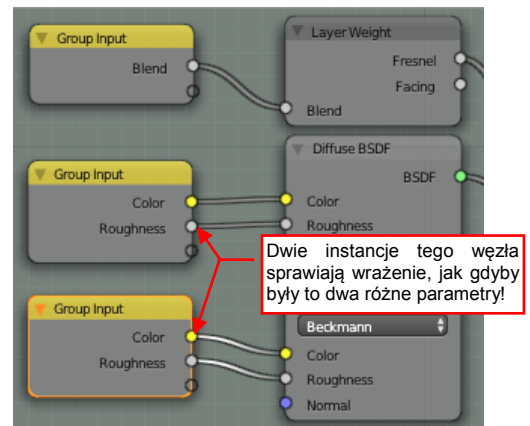 Group Input
Blend
Layer Weight
Fresnel
Facing
Blend
Group Input
Color
Roughness
Diffuse BSDF
BSDF
Color
Roughness
Dwie instancje tego węzła
sprawiają wrażenie, jak gdyby
były to dwa różne parametry!
Group Input
Color
Roughness
Beckmann
Color
Roughness
Normal